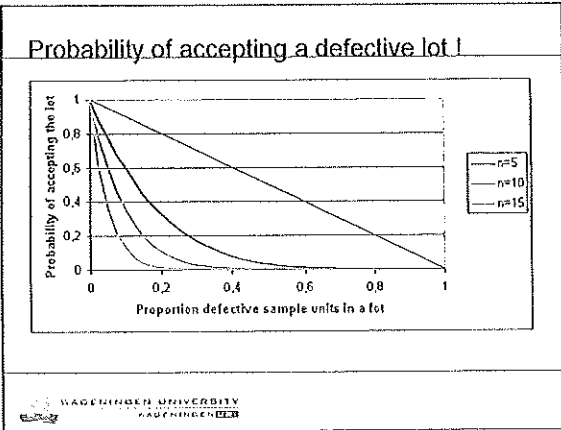 Probability of accepting a defective lot !
Probability of accepting the lot
1
0,8
0,6
0,4
0,2
0
0
0,2
0,4
0,6
0,8
1
Proportion defective sample units in a lot
n=5
n=10
n=15
WAGENINGEN UNIVERSITY
WAGENINGEN UR